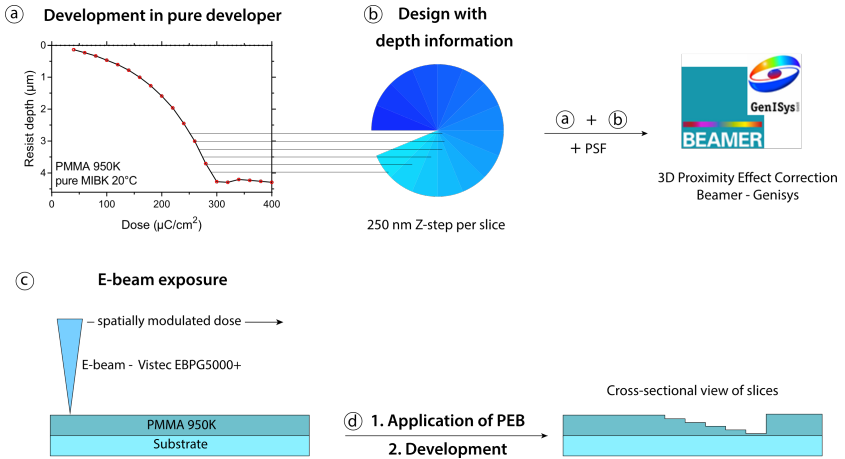 a Development in pure developer
0
1
2
3
4
Resist depth (μm)
PMMA 950K
pure MIBK 20°C
0 100 200 300 400
Dose (μC/cm²)
b Design with
depth information
250 nm Z-step per slice
a + b
+ PSF
GenISys
BEAMER
3D Proximity Effect Correction
Beamer - Genisys
c E-beam exposure
spatially modulated dose
E-beam - Vistec EBPG5000+
PMMA 950K
Substrate
d 1. Application of PEB
2. Development
Cross-sectional view of slices